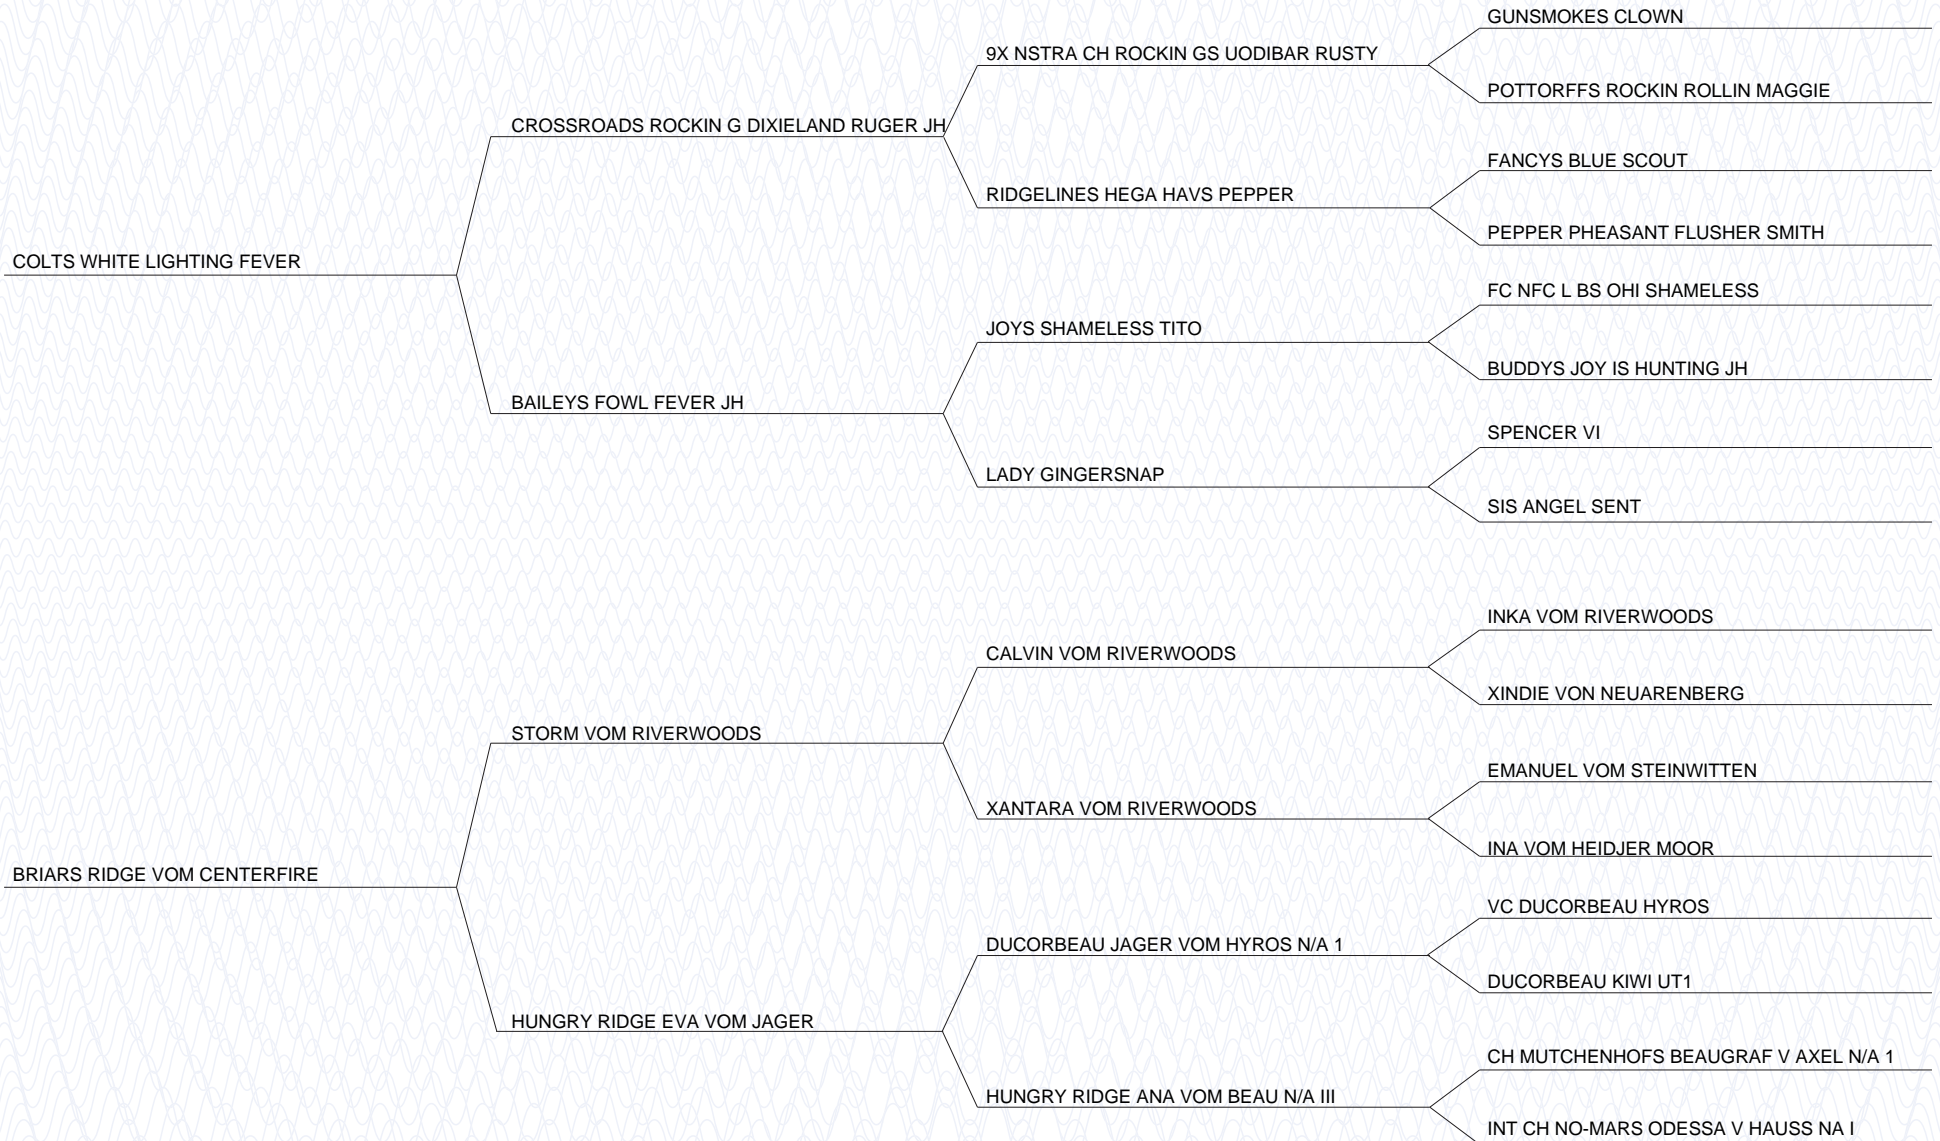 GUNSMOKES CLOWN
9X NSTRA CH ROCKIN GS UODIBAR RUSTY
POTTORFFS ROCKIN ROLLIN MAGGIE
CROSSROADS ROCKIN G DIXIELAND RUGER JH
FANCYS BLUE SCOUT
RIDGELINES HEGA HAVS PEPPER
PEPPER PHEASANT FLUSHER SMITH
COLTS WHITE LIGHTING FEVER
FC NFC L BS OHI SHAMELESS
JOYS SHAMELESS TITO
BUDDYS JOY IS HUNTING JH
BAILEYS FOWL FEVER JH
SPENCER VI
LADY GINGERSNAP
SIS ANGEL SENT
INKA VOM RIVERWOODS
CALVIN VOM RIVERWOODS
XINDIE VON NEUARENBERG
STORM VOM RIVERWOODS
EMANUEL VOM STEINWITTEN
XANTARA VOM RIVERWOODS
INA VOM HEIDJER MOOR
BRIARS RIDGE VOM CENTERFIRE
VC DUCORBEAU HYROS
DUCORBEAU JAGER VOM HYROS N/A 1
DUCORBEAU KIWI UT1
HUNGRY RIDGE EVA VOM JAGER
CH MUTCHENHOFS BEAUGRAF V AXEL N/A 1
HUNGRY RIDGE ANA VOM BEAU N/A III
INT CH NO-MARS ODESSA V HAUSS NA I